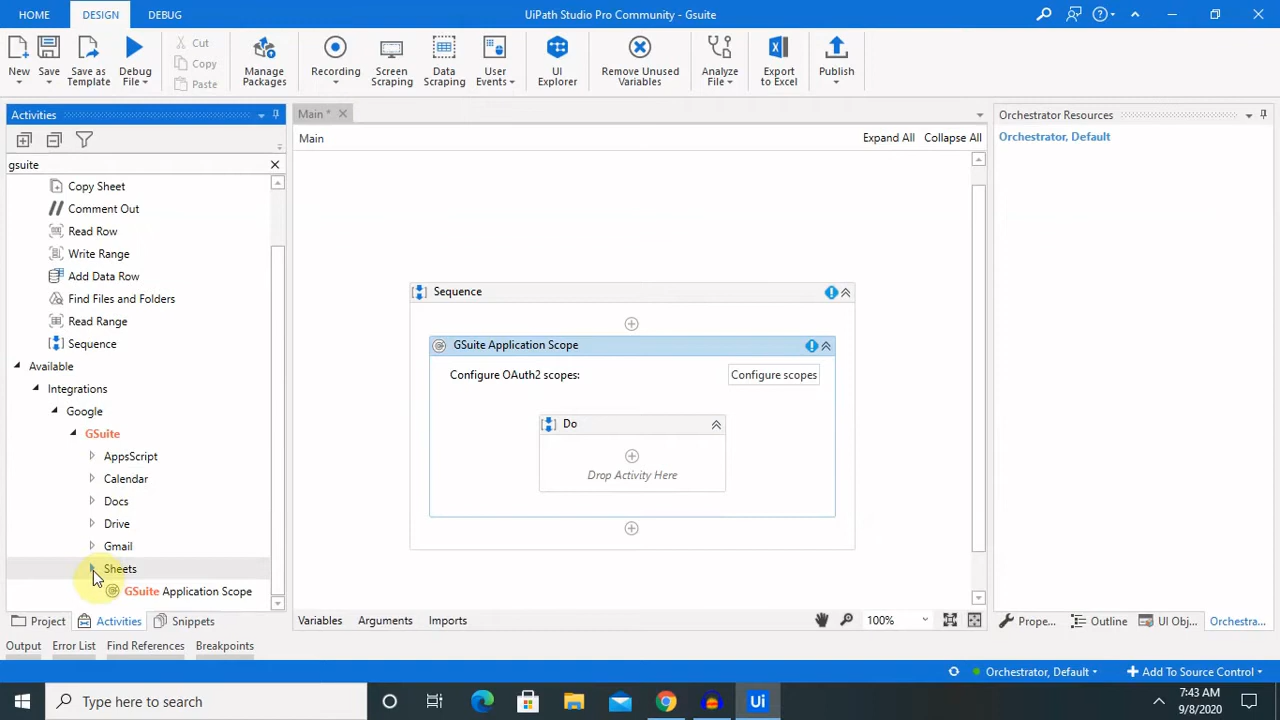 HOME DESIGN DEBUG UiPath Studio Pro Community - Gsuite
New Save Save as Template Debug File Cut Copy Paste Manage Packages Recording Screen Scraping Data Scraping User Events UI Explorer Remove Unused Variables Analyze File Export to Excel Publish
Activities
gsuite
Copy Sheet
Comment Out
Read Row
Write Range
Add Data Row
Find Files and Folders
Read Range
Sequence
Available
Integrations
Google
GSuite
AppsScript
Calendar
Docs
Drive
Gmail
Sheets
GSuite Application Scope
Project Activities Snippets
Main *
Main Expand All Collapse All
Sequence
GSuite Application Scope
Configure OAuth2 scopes: Configure scopes
Do
Drop Activity Here
Variables Arguments Imports 100%
Orchestrator Resources
Orchestrator, Default
Prope... Outline UI Obj... Orchestra...
Output Error List Find References Breakpoints
Orchestrator, Default Add To Source Control
Type here to search
Ui
7:43 AM
9/8/2020